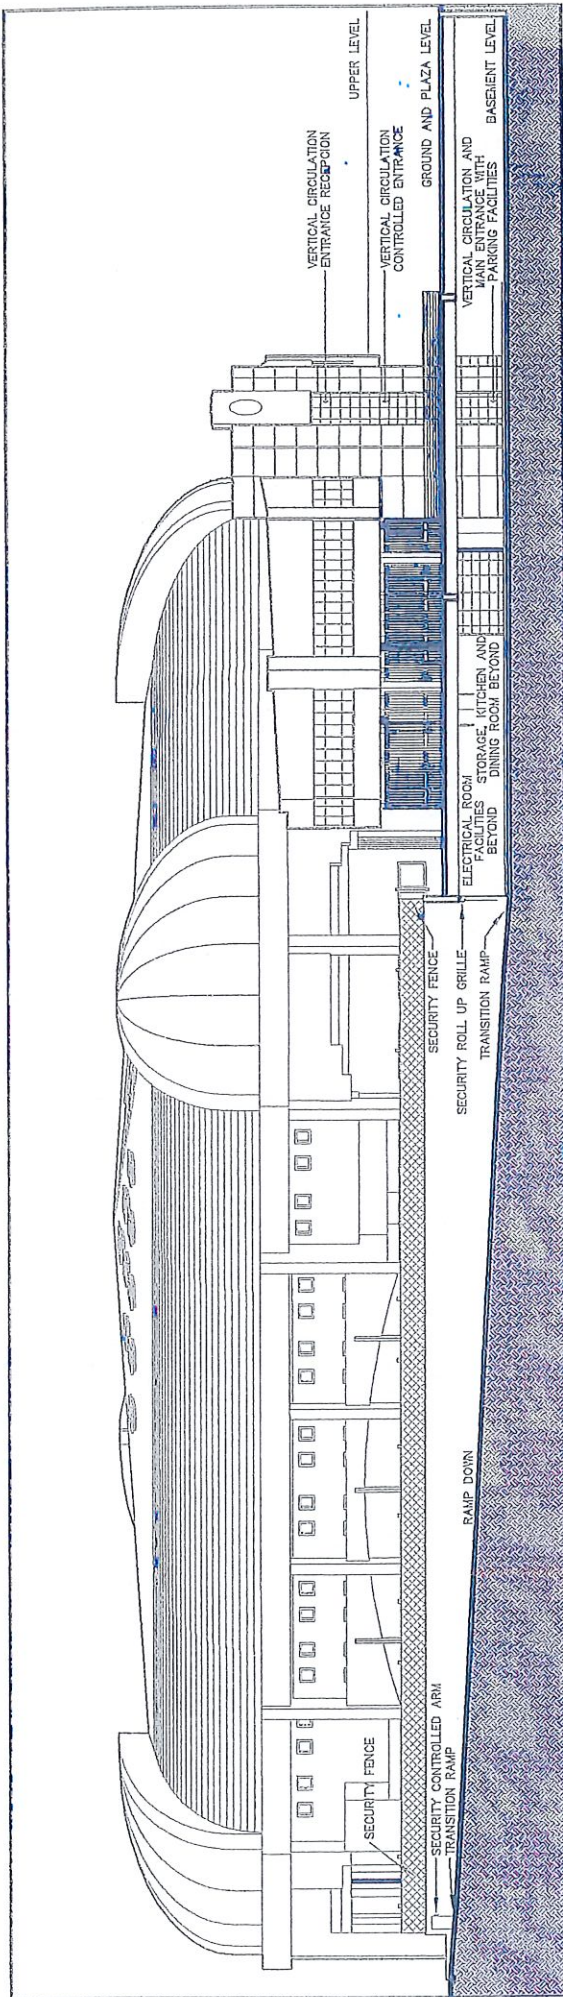 UPPER LEVEL
VERTICAL CIRCULATION
ENTRANCE RECEPCION
VERTICAL CIRCULATION
CONTROLLED ENTRANCE
GROUND AND PLAZA LEVEL
VERTICAL CIRCULATION AND
MAIN ENTRANCE WITH
PARKING FACILITIES
BASEMENT LEVEL
ELECTRICAL ROOM
FACILITIES
BEYOND
STORAGE, KITCHEN AND
DINING ROOM BEYOND
SECURITY FENCE
SECURITY ROLL UP GRILLE
TRANSITION RAMP
RAMP DOWN
SECURITY FENCE
SECURITY CONTROLLED ARM
TRANSITION RAMP